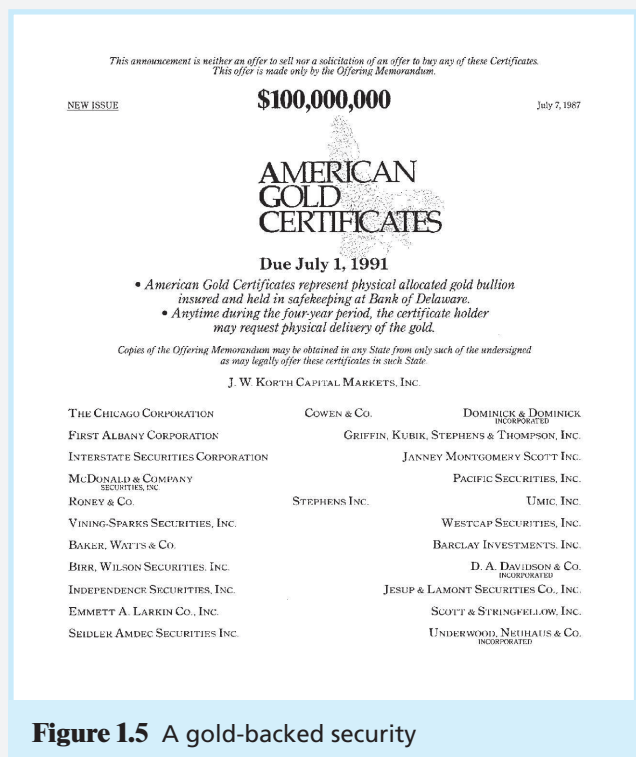 This announcement is neither an offer to sell nor a solicitation of an offer to buy any of these Certificates.
This offer is made only by the Offering Memorandum.
NEW ISSUE $100,000,000 July 7, 1987
AMERICAN
GOLD
CERTIFICATES
Due July 1, 1991
• American Gold Certificates represent physical allocated gold bullion
insured and held in safekeeping at Bank of Delaware.
• Anytime during the four-year period, the certificate holder
may request physical delivery of the gold.
Copies of the Offering Memorandum may be obtained in any State from only such of the undersigned
as may legally offer these certificates in such State.
J. W. KORTH CAPITAL MARKETS, INC.
THE CHICAGO CORPORATION COWEN & CO. DOMINICK & DOMINICK
INCORPORATED
FIRST ALBANY CORPORATION GRIFFIN, KUBIK, STEPHENS & THOMPSON, INC.
INTERSTATE SECURITIES CORPORATION JANNEY MONTGOMERY SCOTT INC.
MCDONALD & COMPANY PACIFIC SECURITIES, INC.
SECURITIES, INC.
RONEY & CO. STEPHENS INC. UMIC, INC.
VINING-SPARKS SECURITIES, INC. WESTCAP SECURITIES, INC.
BAKER, WATTS & CO. BARCLAY INVESTMENTS, INC.
BIRR, WILSON SECURITIES, INC. D. A. DAVIDSON & CO.
INCORPORATED
INDEPENDENCE SECURITIES, INC. JESUP & LAMONT SECURITIES CO., INC.
EMMETT A. LARKIN CO., INC. SCOTT & STRINGFELLOW, INC.
SEIDLER AMDEC SECURITIES INC. UNDERWOOD, NEUHAUS & CO.
INCORPORATED
Figure 1.5 A gold-backed security